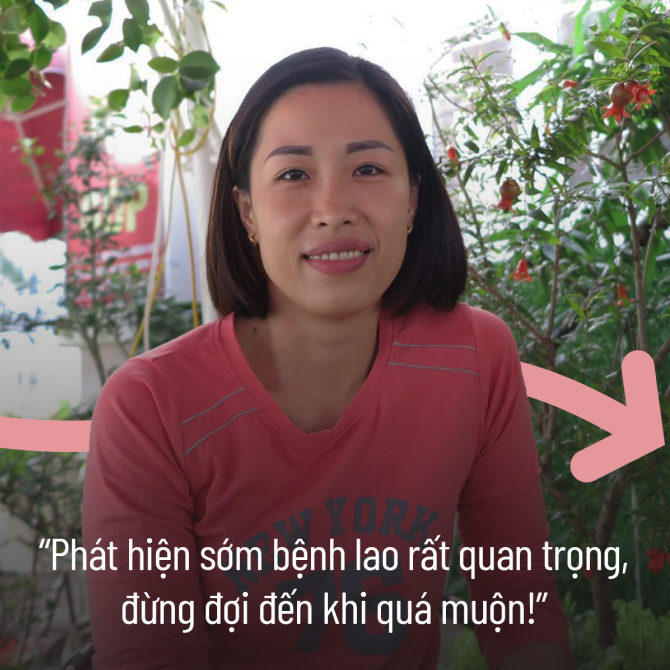 NEW YORK
76
“Phát hiện sớm bệnh lao rất quan trọng,
đừng đợi đến khi quá muộn!”